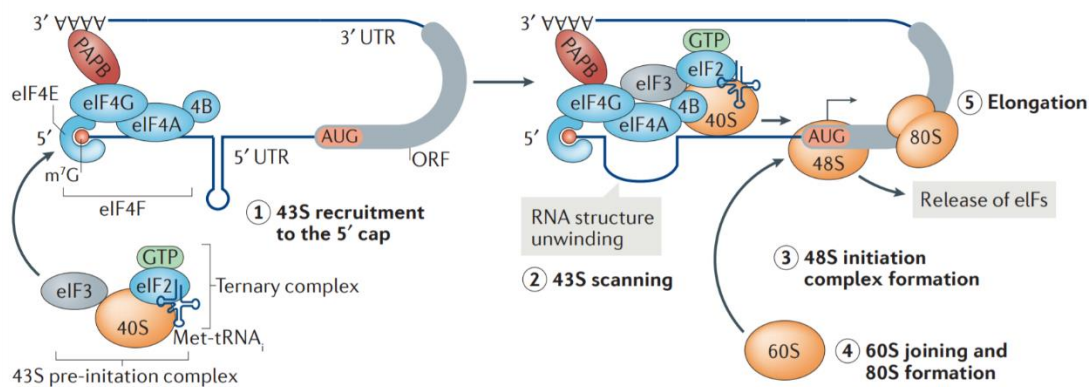 3′ AAAA
PAPB
3′ UTR
eIF4E
eIF4G
4B
eIF4A
5′
m⁷G
5′ UTR
AUG
ORF
eIF4F
1 43S recruitment
to the 5′ cap
GTP
eIF3
eIF2
Ternary complex
40S
Met-tRNAᵢ
43S pre-initation complex
3′ AAAA
PAPB
3′ UTR
GTP
eIF3
eIF2
eIF4G
4B
40S
eIF4A
5′
AUG
48S
80S
5 Elongation
Release of eIFs
RNA structure
unwinding
2 43S scanning
3 48S initiation
complex formation
60S
4 60S joining and
80S formation